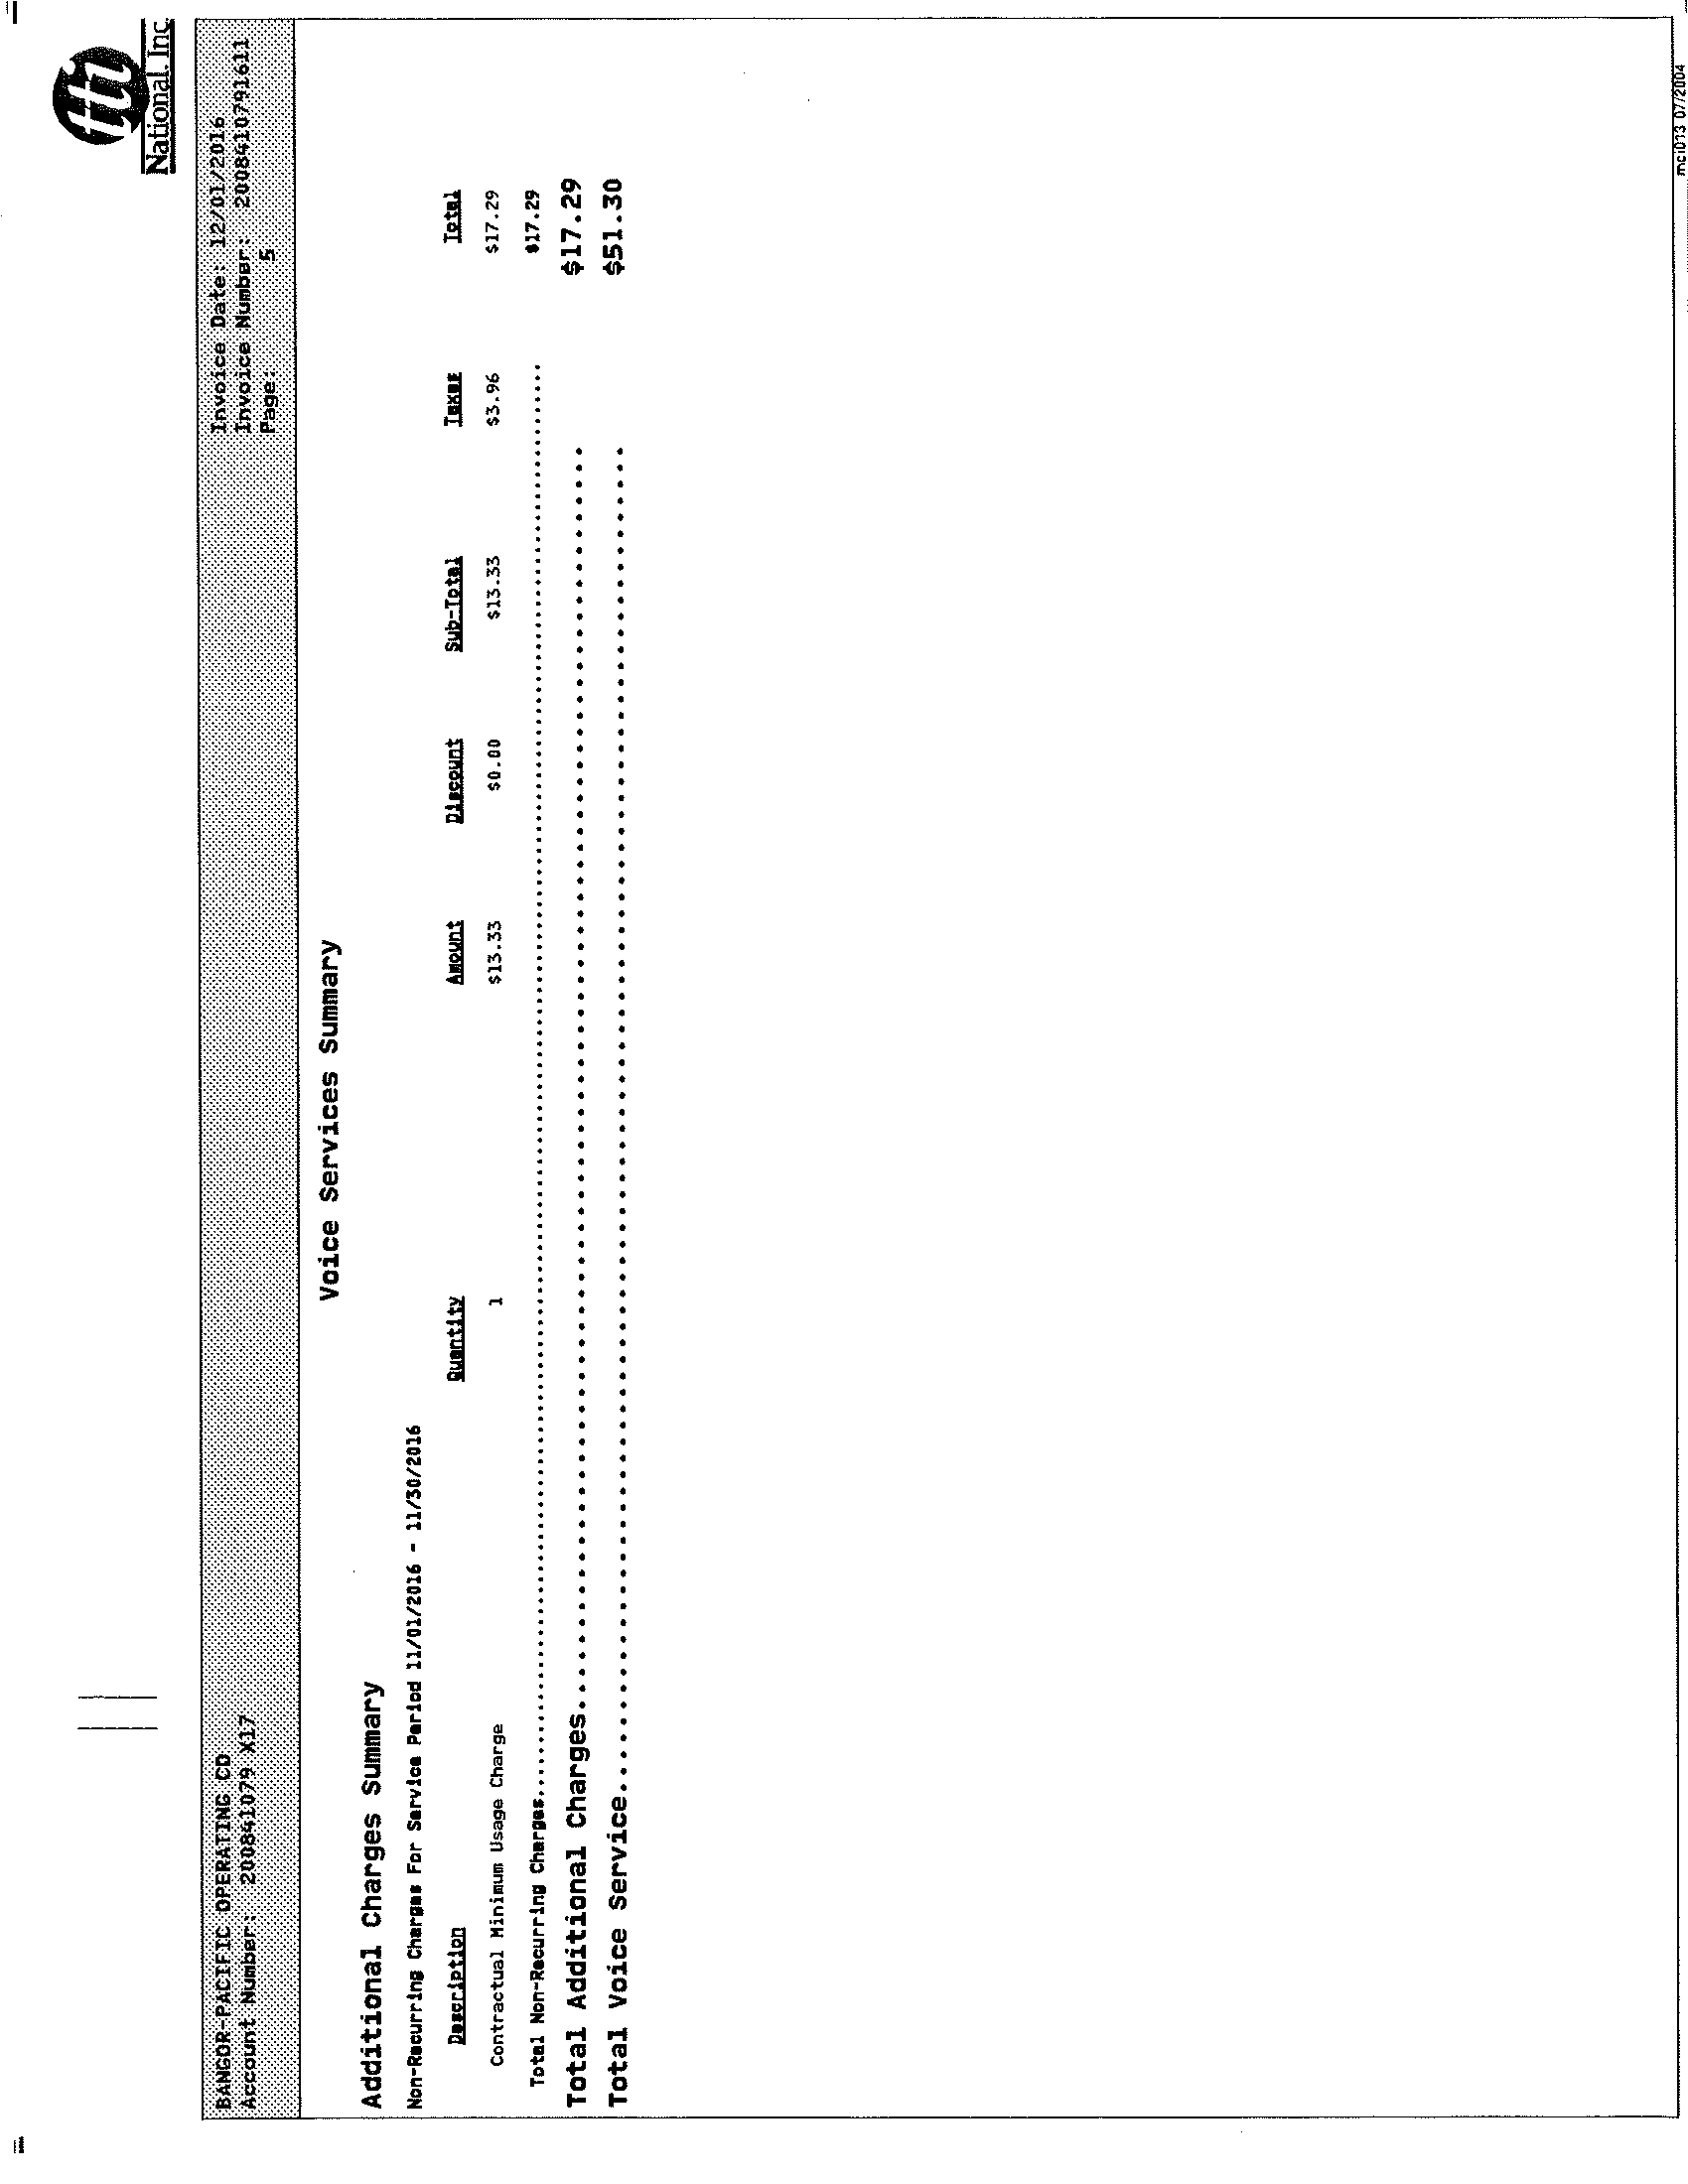 tti
National, Inc.
BANGOR-PACIFIC OPERATING CO Invoice Date: 12/01/2016
Account Number: 200841079 X17 Invoice Number: 2008410791611
Page: 5
Voice Services Summary
Additional Charges Summary
Non-Recurring Charges For Service Period 11/01/2016 - 11/30/2016
Description Quantity Amount Discount Sub-Total Taxes Total
Contractual Minimum Usage Charge 1 $13.33 $0.00 $13.33 $3.96 $17.29
Total Non-Recurring Charges........ $17.29
Total Additional Charges........ $17.29
Total Voice Service........ $51.30
mci013 07/2004